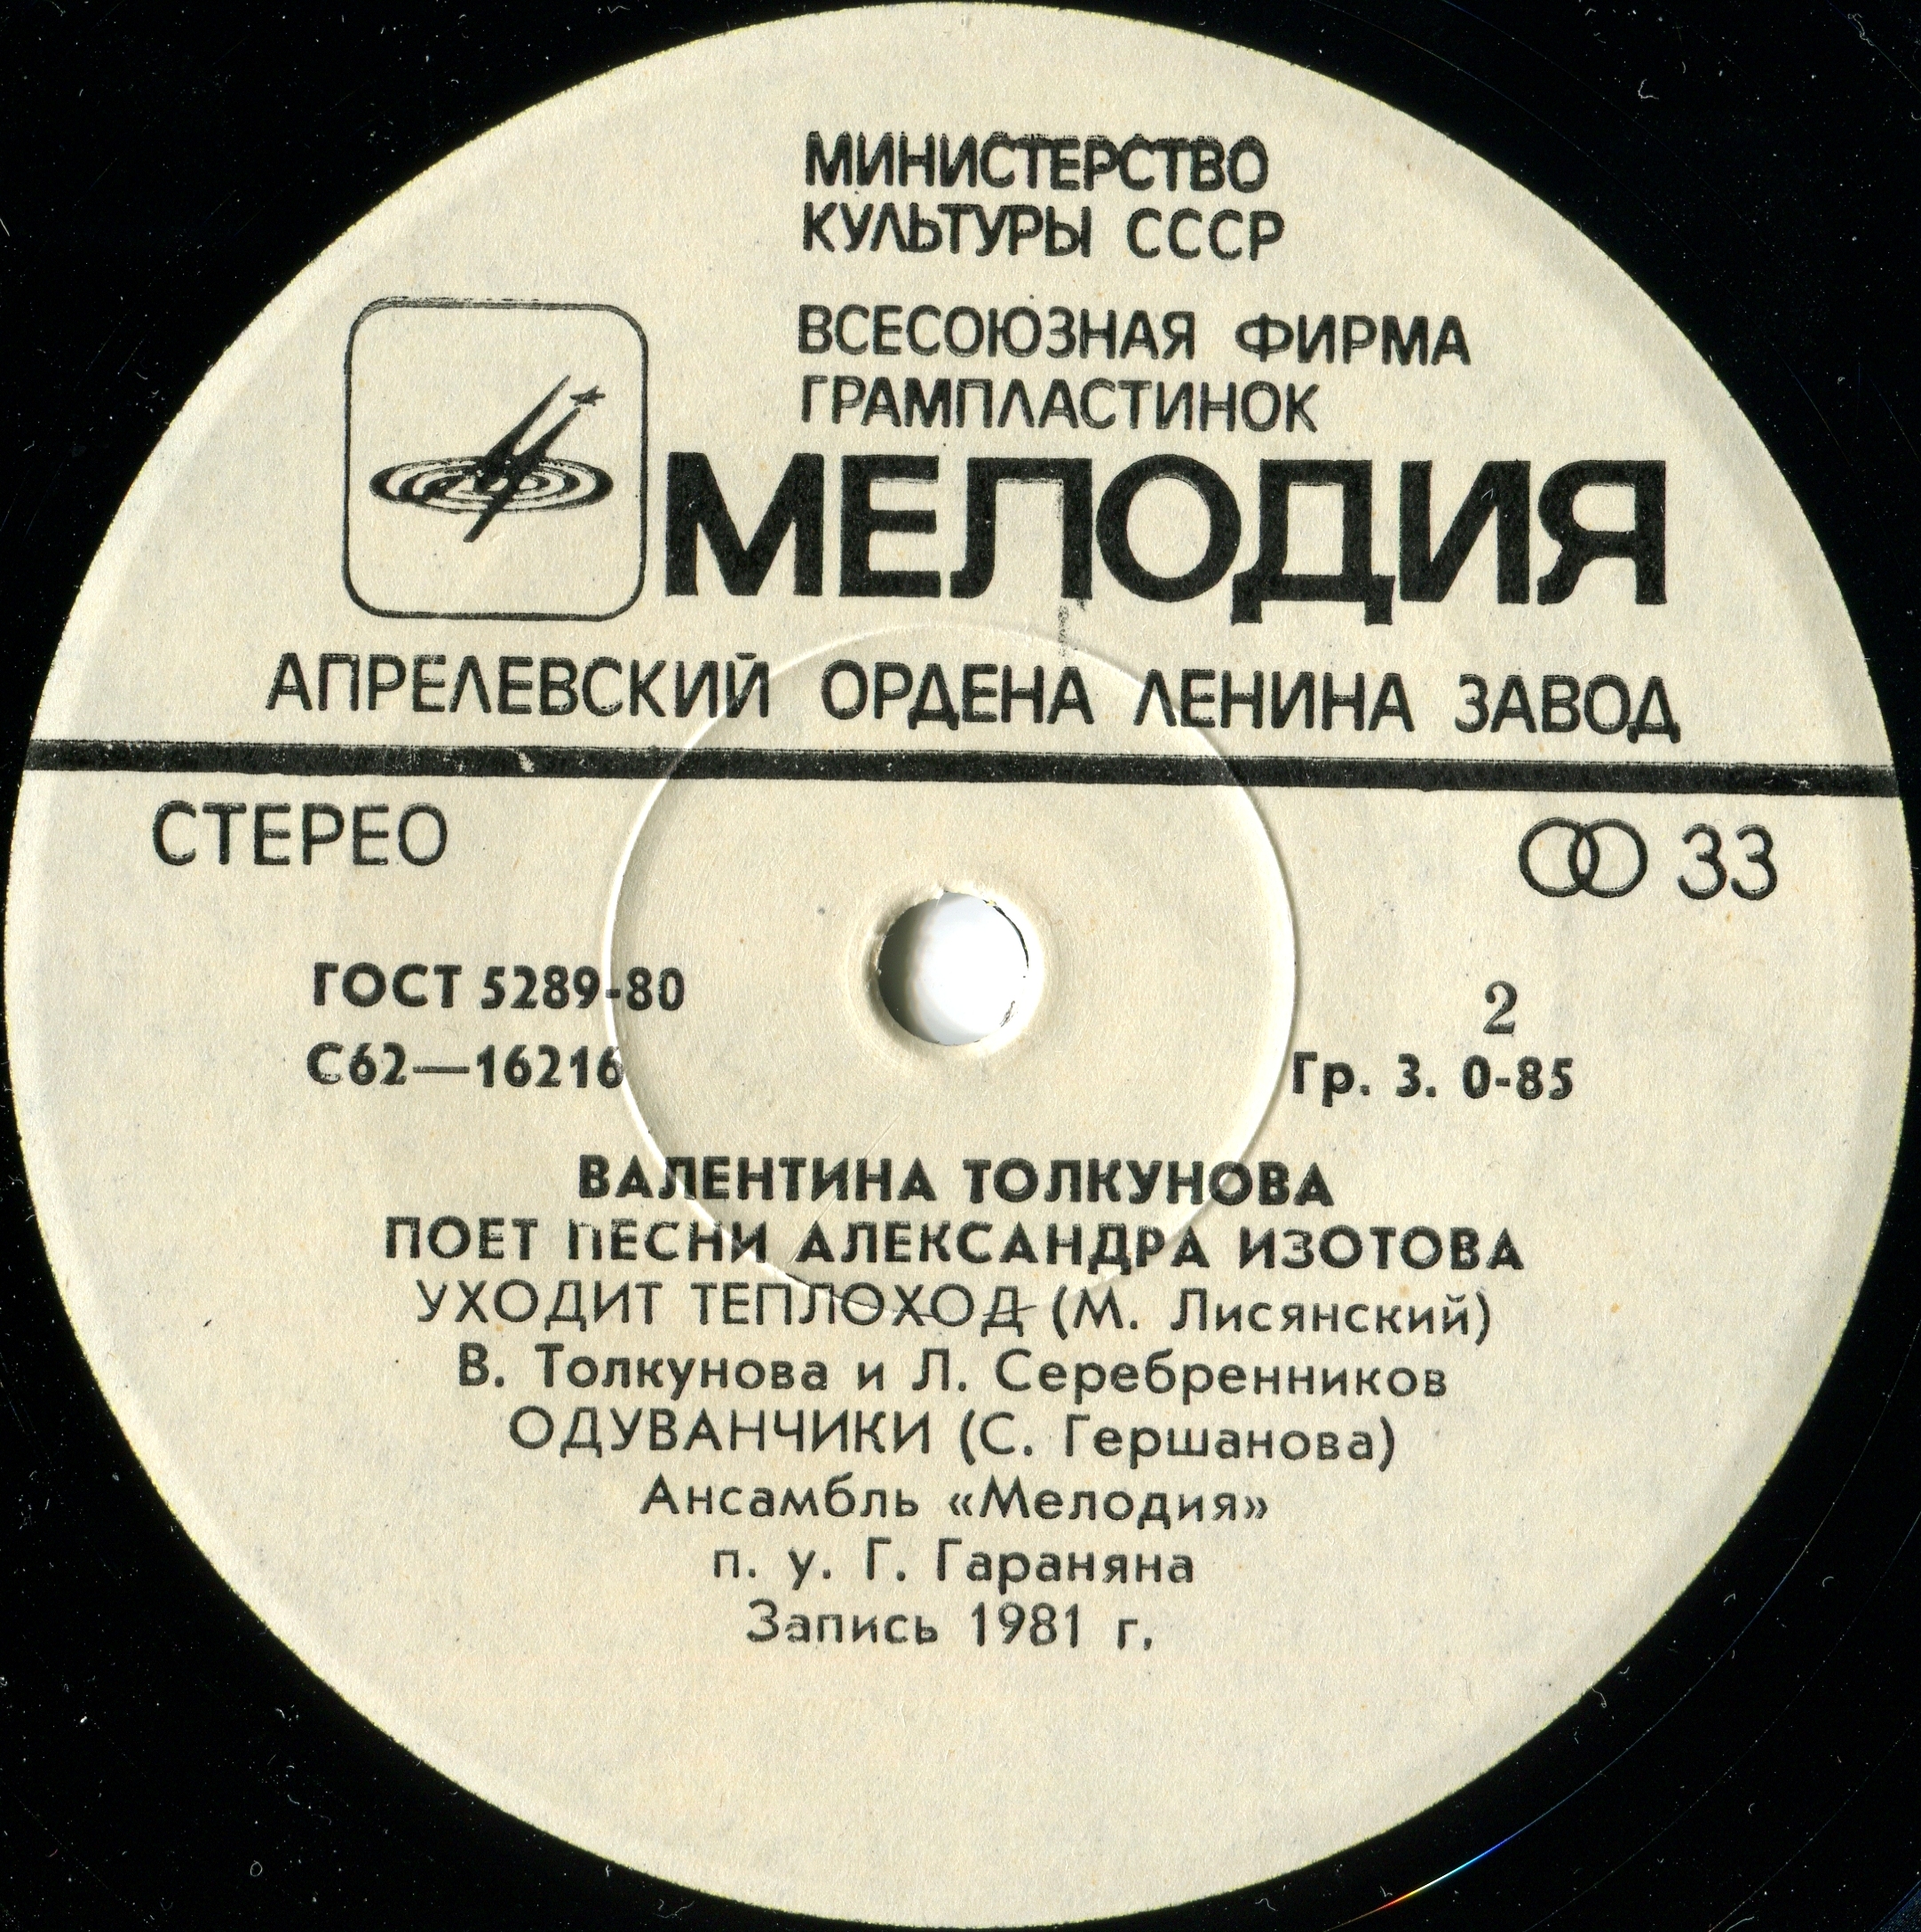 МИНИСТЕРСТВО
КУЛЬТУРЫ СССР
ВСЕСОЮЗНАЯ ФИРМА
ГРАМПЛАСТИНОК
МЕЛОДИЯ
АПРЕЛЕВСКИЙ ОРДЕНА ЛЕНИНА ЗАВОД
СТЕРЕО 33
ГОСТ 5289-80 2
С62—16216 Гр. 3. 0-85
ВАЛЕНТИНА ТОЛКУНОВА
ПОЕТ ПЕСНИ АЛЕКСАНДРА ИЗОТОВА
УХОДИТ ТЕПЛОХОД (М. Лисянский)
В. Толкунова и Л. Серебренников
ОДУВАНЧИКИ (С. Гершанова)
Ансамбль «Мелодия»
п. у. Г. Гараняна
Запись 1981 г.